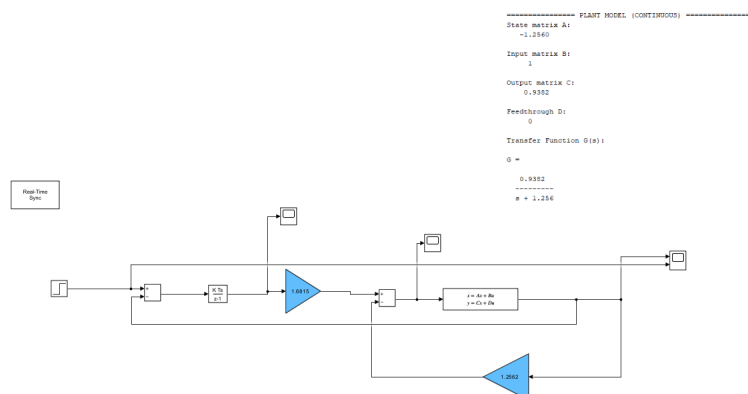 ================ PLANT MODEL (CONTINUOUS) ================
State matrix A:
-1.2560
Input matrix B:
1
Output matrix C:
0.9382
Feedthrough D:
0
Transfer Function G(s):
G =
0.9382
---------
s + 1.256
Real-Time
Sync
+
−
K Ts
z-1
1.6815
+
−
ẋ = Ax + Bu
y = Cx + Du
1.2562